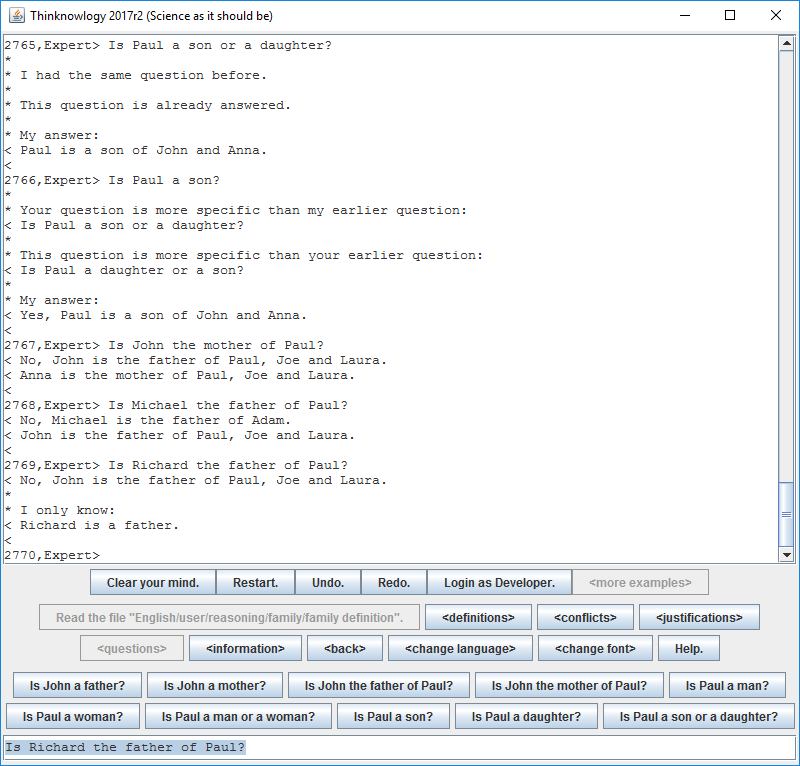 Thinknowlogy 2017r2 (Science as it should be)
2765,Expert> Is Paul a son or a daughter?
*
* I had the same question before.
*
* This question is already answered.
*
* My answer:
< Paul is a son of John and Anna.
<
2766,Expert> Is Paul a son?
*
* Your question is more specific than my earlier question:
< Is Paul a son or a daughter?
*
* This question is more specific than your earlier question:
< Is Paul a daughter or a son?
*
* My answer:
< Yes, Paul is a son of John and Anna.
<
2767,Expert> Is John the mother of Paul?
< No, John is the father of Paul, Joe and Laura.
< Anna is the mother of Paul, Joe and Laura.
<
2768,Expert> Is Michael the father of Paul?
< No, Michael is the father of Adam.
< John is the father of Paul, Joe and Laura.
<
2769,Expert> Is Richard the father of Paul?
< No, John is the father of Paul, Joe and Laura.
*
* I only know:
< Richard is a father.
<
2770,Expert>
Clear your mind. Restart. Undo. Redo. Login as Developer. <more examples>
Read the file "English/user/reasoning/family/family definition". <definitions> <conflicts> <justifications>
<questions> <information> <back> <change language> <change font> Help.
Is John a father? Is John a mother? Is John the father of Paul? Is John the mother of Paul? Is Paul a man?
Is Paul a woman? Is Paul a man or a woman? Is Paul a son? Is Paul a daughter? Is Paul a son or a daughter?
Is Richard the father of Paul?